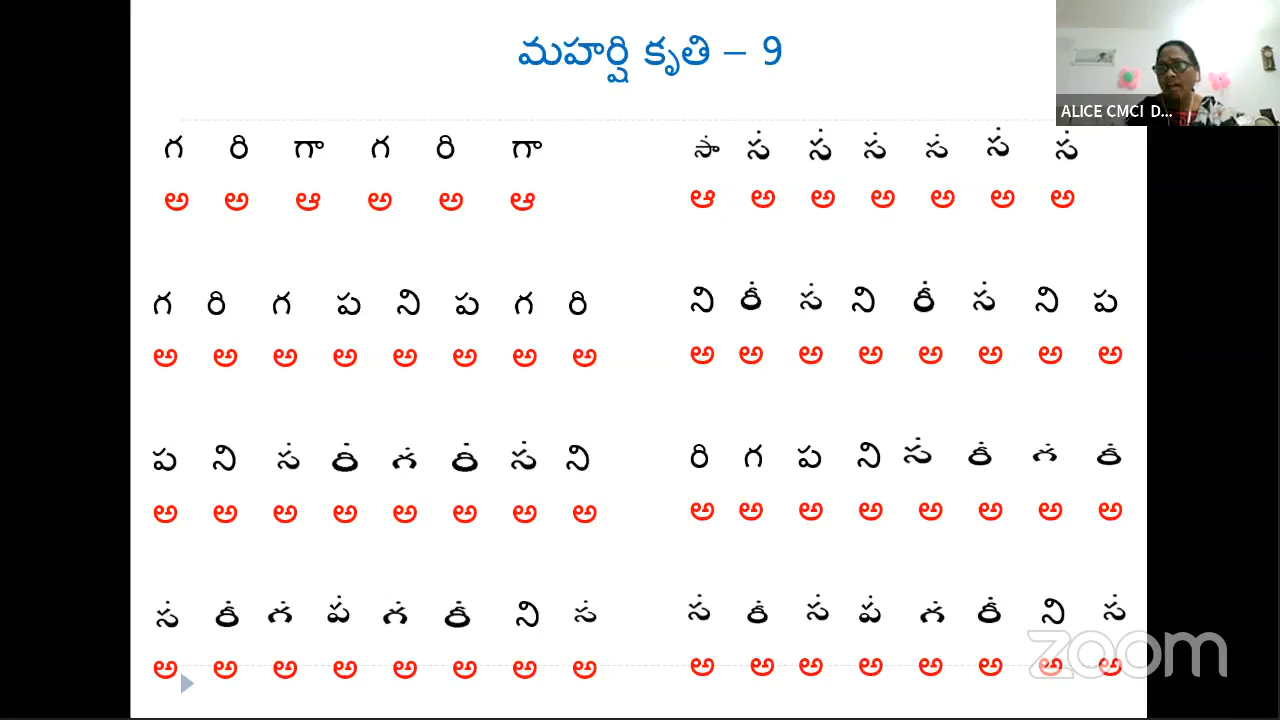 మహర్షి కృతి – 9
ALICE CMCI D...
గ రి గా గ రి గా సా̇ స̇ స̇ స̇ స̇ స̇ స̇
అ అ ఆ అ అ ఆ ఆ అ అ అ అ అ అ
గ రి గ ప ని ప గ రి ని రి̇ స̇ ని రి̇ స̇ ని ప
అ అ అ అ అ అ అ అ అ అ అ అ అ అ అ అ
ప ని స̇ రి̇ గ̇ రి̇ స̇ ని రి గ ప ని స̇ రి̇ గ̇ రి̇
అ అ అ అ అ అ అ అ అ అ అ అ అ అ అ అ
స̇ రి̇ గ̇ ప̇ గ̇ రి̇ ని స̇ స̇ రి̇ స̇ ప̇ గ̇ రి̇ ని స̇
అ అ అ అ అ అ అ అ అ అ అ అ అ అ అ అ
zoom